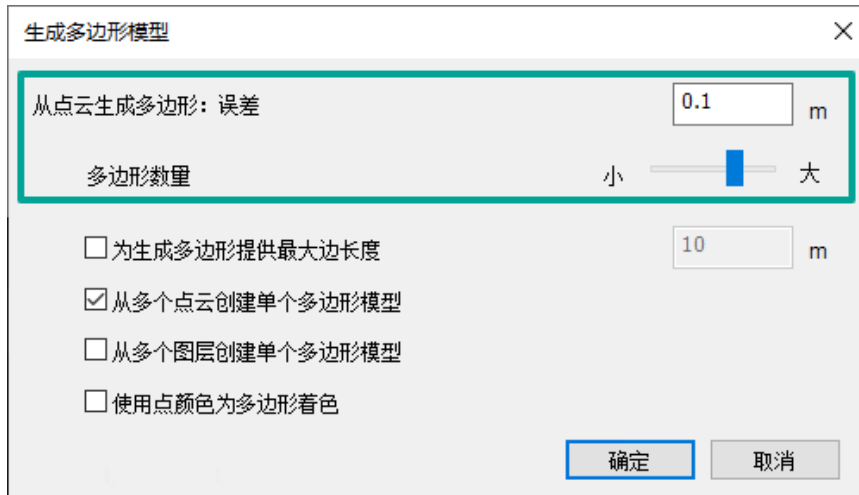 生成多边形模型
从点云生成多边形：误差 0.1 m
多边形数量 小 大
为生成多边形提供最大边长度 10 m
从多个点云创建单个多边形模型
从多个图层创建单个多边形模型
使用点颜色为多边形着色
确定 取消